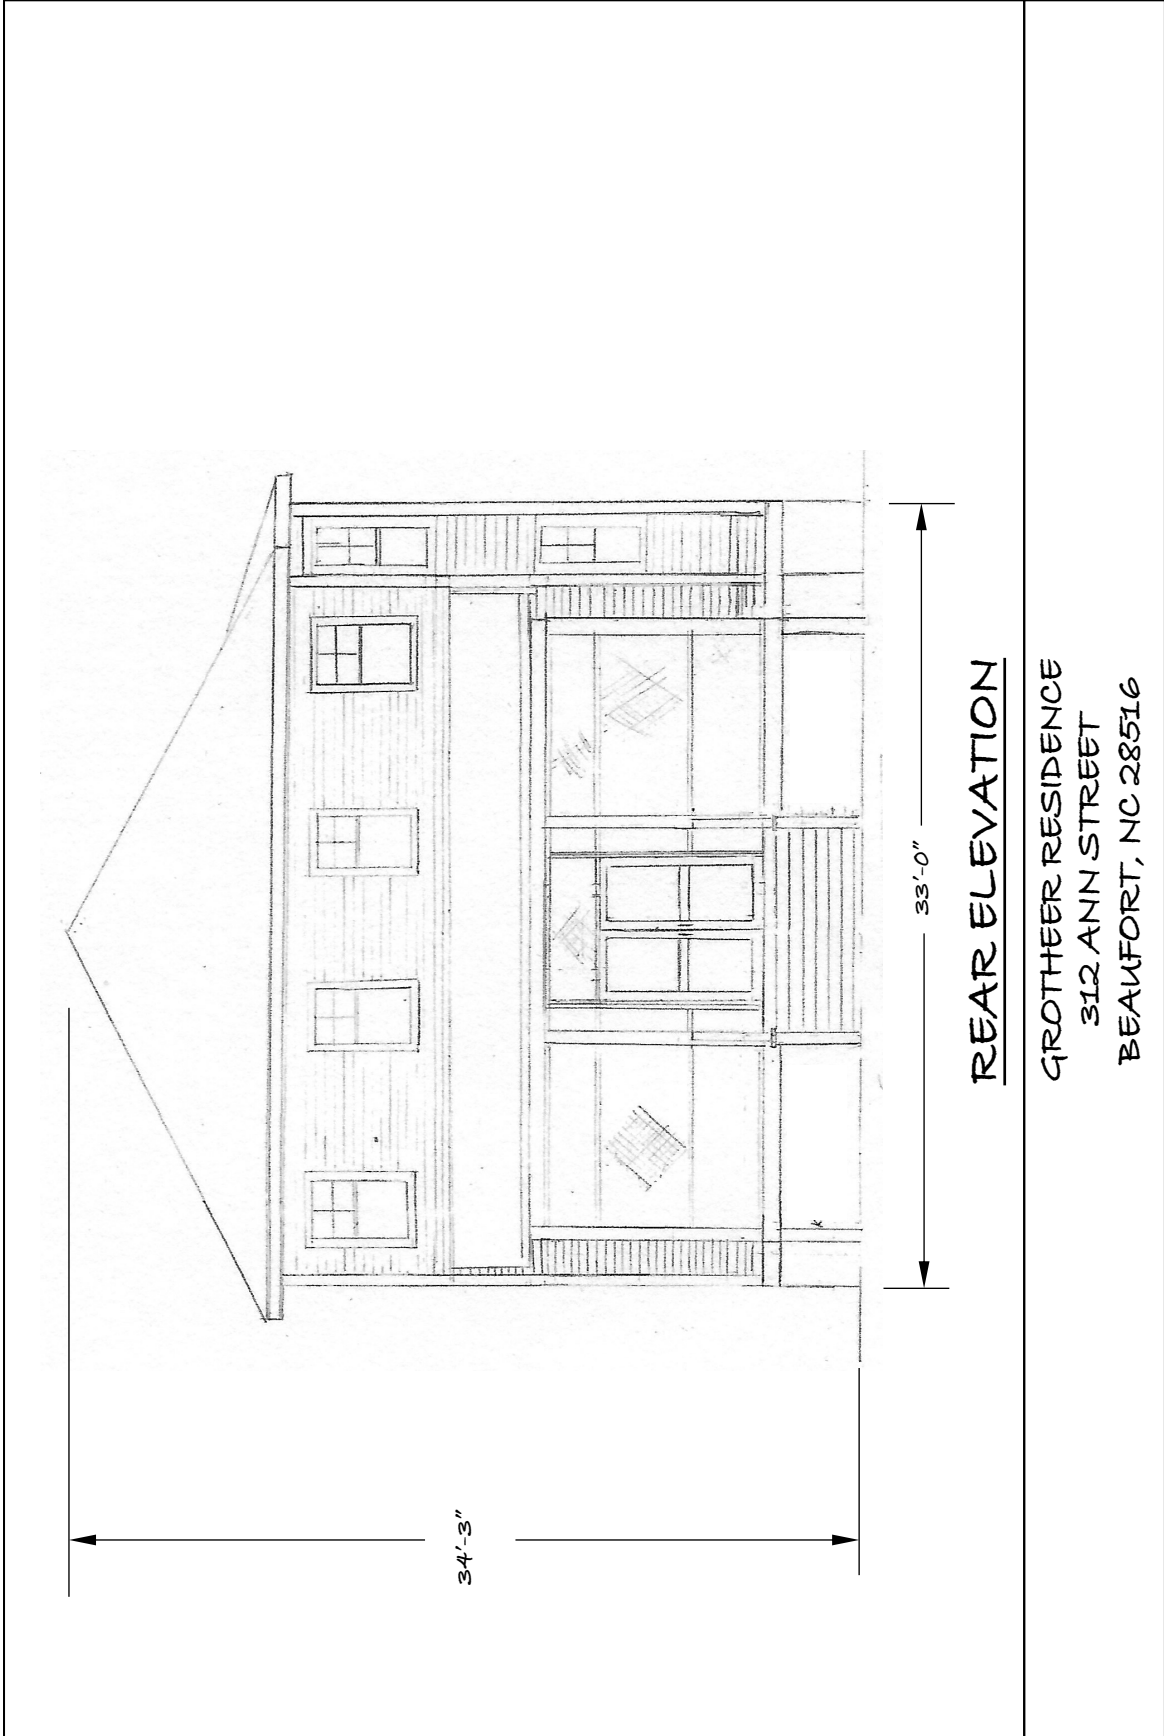 34'-3"
33'-0"
REAR ELEVATION
GROTHEER RESIDENCE
312 ANN STREET
BEAUFORT, NC 28516